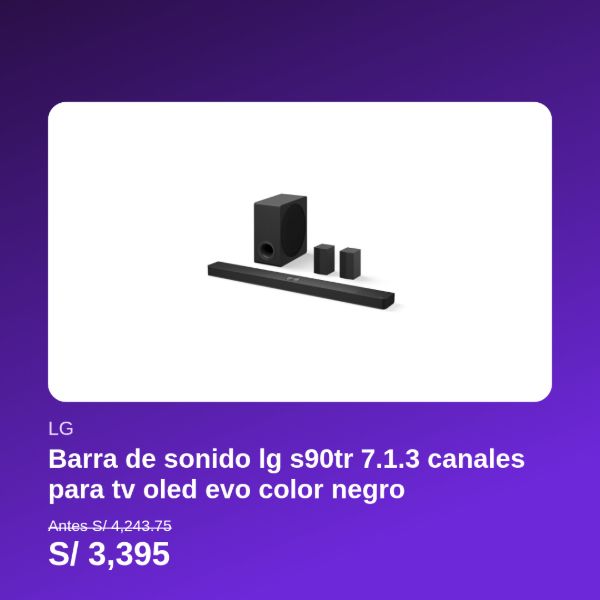 LG
Barra de sonido lg s90tr 7.1.3 canales
para tv oled evo color negro
Antes S/ 4,243.75
S/ 3,395